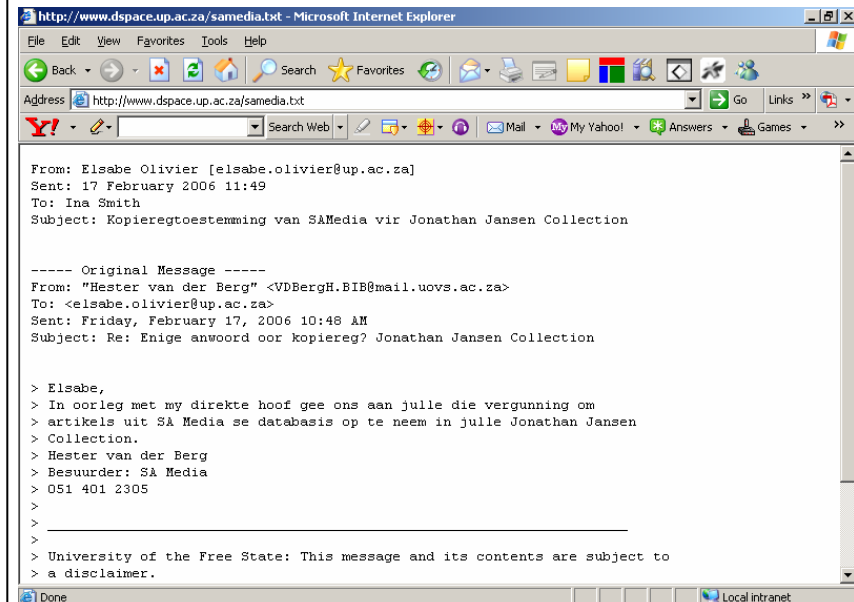 http://www.dspace.up.ac.za/samedia.txt - Microsoft Internet Explorer
File Edit View Favorites Tools Help
Back Search Favorites
Address http://www.dspace.up.ac.za/samedia.txt Go Links »
Y! Search Web Mail My Yahoo! Answers Games »
From: Elsabe Olivier [elsabe.olivier@up.ac.za]
Sent: 17 February 2006 11:49
To: Ina Smith
Subject: Kopieregtoestemming van SAMedia vir Jonathan Jansen Collection
----- Original Message -----
From: "Hester van der Berg" <VDBergH.BIB@mail.uovs.ac.za>
To: <elsabe.olivier@up.ac.za>
Sent: Friday, February 17, 2006 10:48 AM
Subject: Re: Enige anwoord oor kopiereg? Jonathan Jansen Collection
> Elsabe,
> In oorleg met my direkte hoof gee ons aan julle die vergunning om
> artikels uit SA Media se databasis op te neem in julle Jonathan Jansen
> Collection.
> Hester van der Berg
> Besuurder: SA Media
> 051 401 2305
>
> ______________________________________________________________________
>
> University of the Free State: This message and its contents are subject to
> a disclaimer.
Done Local intranet